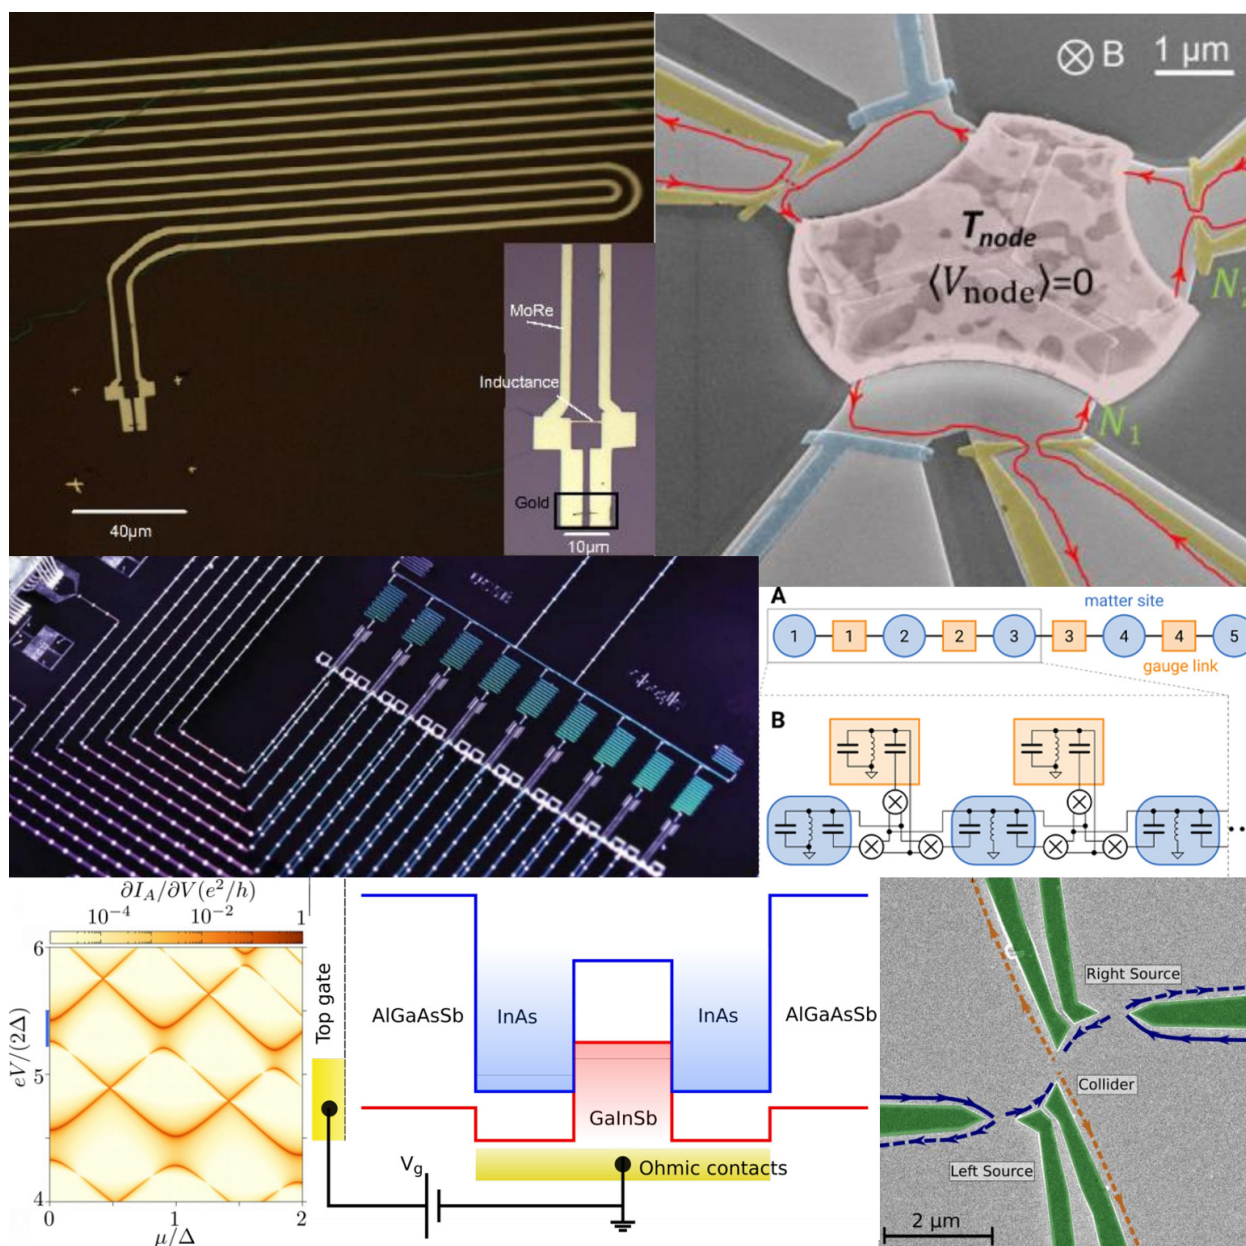 MoRe
Inductance
Gold
40µm
10µm
⊗ B
1 µm
T_node
⟨V_node⟩=0
N_1
A
matter site
1 1 2 2 3 3 4 4 5
gauge link
B
∂I_A/∂V(e²/h)
10⁻⁴ 10⁻² 1
6
5
4
eV/(2Δ)
0 1 2
μ/Δ
Top gate
AlGaAsSb
InAs
GaInSb
InAs
AlGaAsSb
V_g
Ohmic contacts
Right Source
Collider
Left Source
2 µm